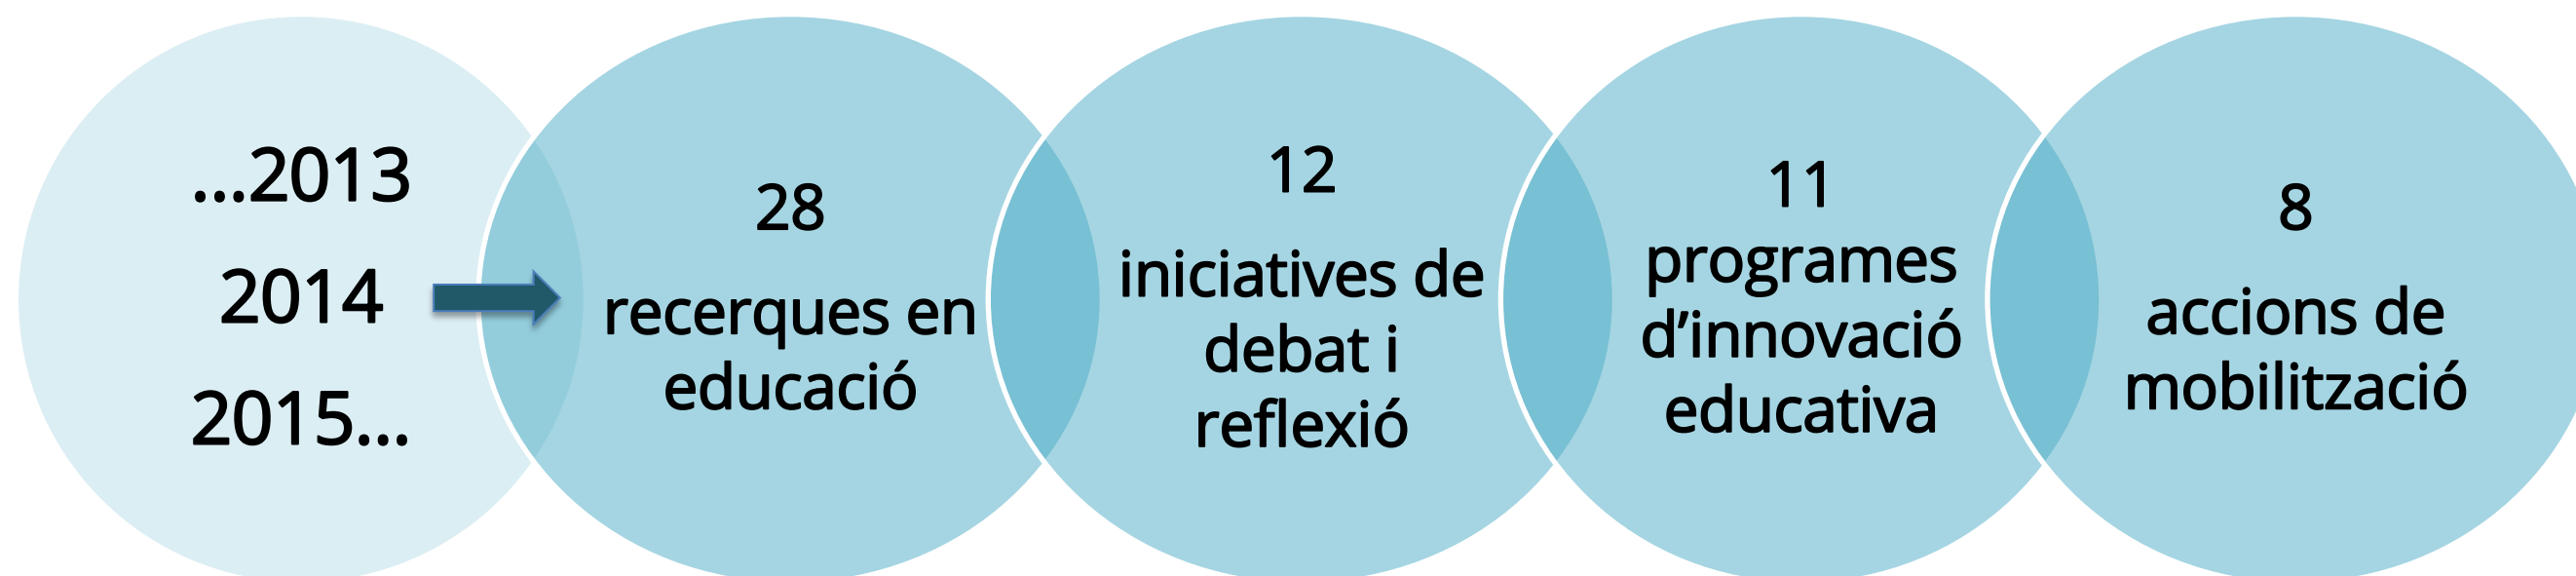 ...2013
2014
2015...
28
recerques en
educació
12
iniciatives de
debat i
reflexió
11
programes
d’innovació
educativa
8
accions de
mobilització